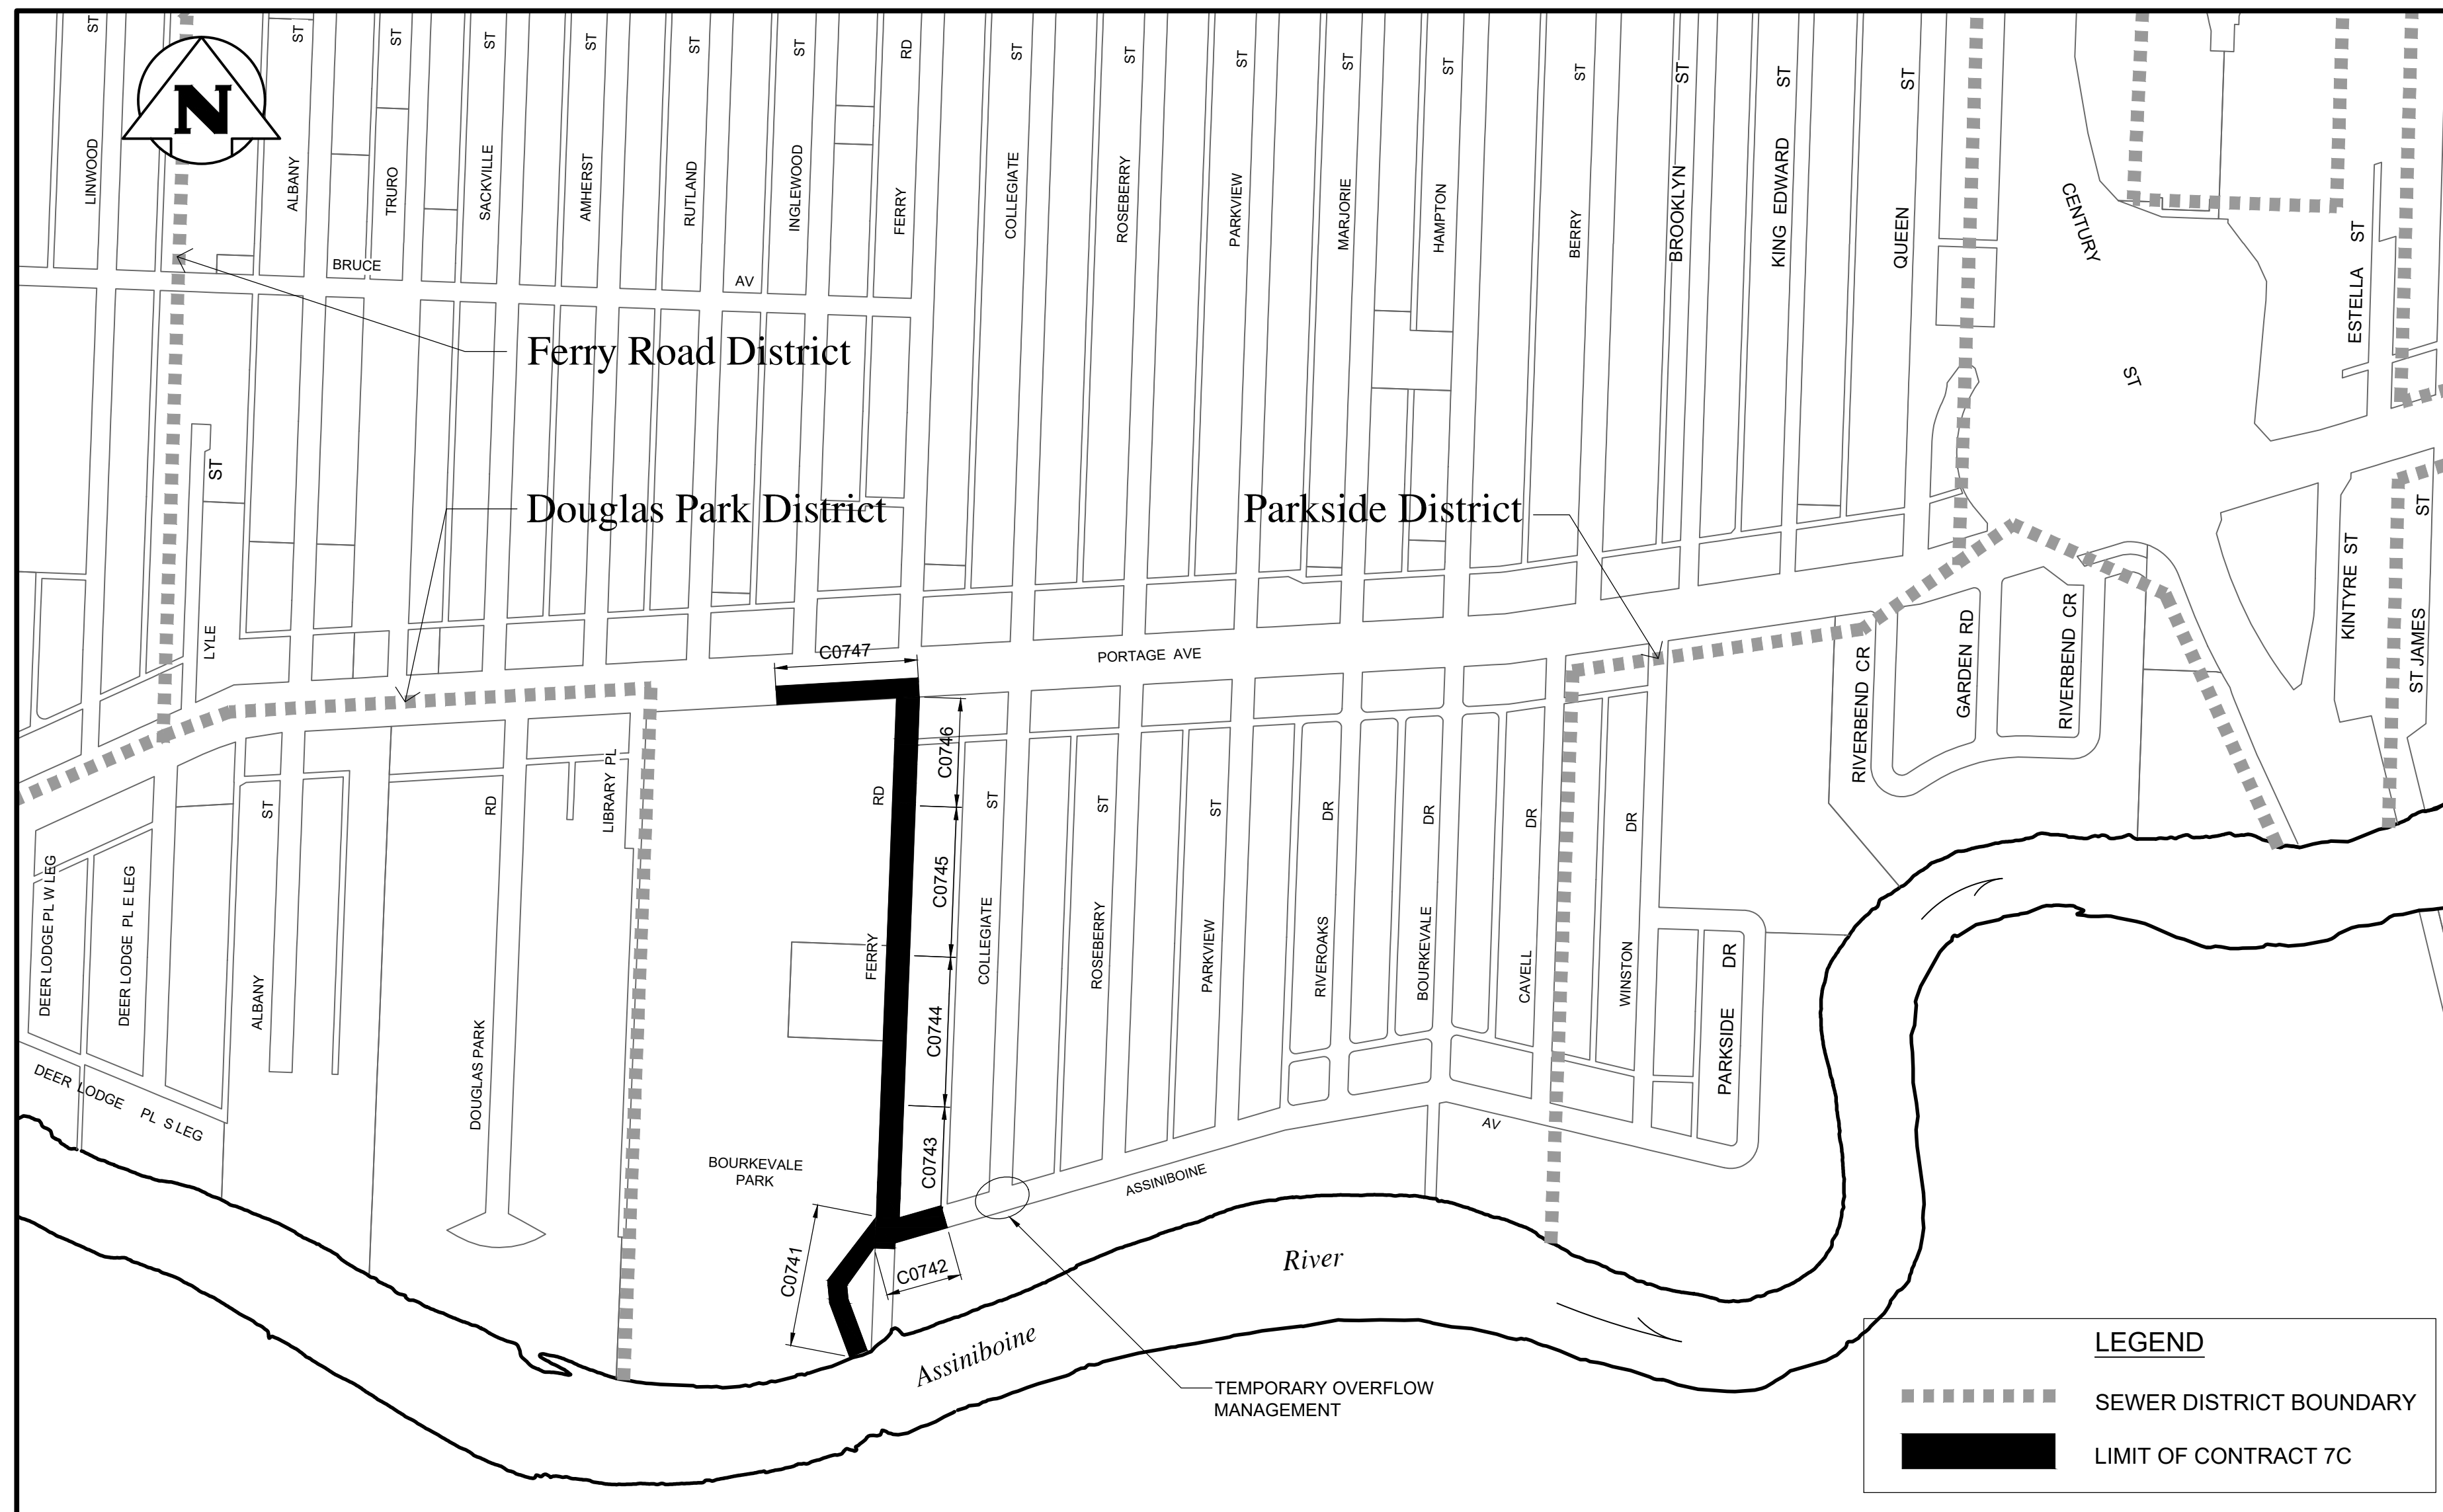 ST
ST
ST
ST
ST
ST
ST
RD
ST
ST
ST
ST
ST
ST
ST
ST
ST
N
LINWOOD
ALBANY
TRURO
SACKVILLE
AMHERST
RUTLAND
INGLEWOOD
FERRY
COLLEGIATE
ROSEBERRY
PARKVIEW
MARJORIE
HAMPTON
BERRY
BROOKLYN
KING EDWARD
QUEEN
CENTURY
ST
ESTELLA ST
BRUCE
AV
Ferry Road District
ST
LYLE
Douglas Park District
Parkside District
C0747
PORTAGE AVE
RIVERBEND CR
GARDEN RD
RIVERBEND CR
KINTYRE ST
ST JAMES ST
C0746
C0745
C0744
C0743
C0742
C0741
LIBRARY PL
RD
RD
ST
ST
ST
ST
DR
DR
DR
DR
DR
DEER LODGE PL W LEG
DEER LODGE PL E LEG
ALBANY
DOUGLAS PARK
FERRY
COLLEGIATE
ROSEBERRY
PARKVIEW
RIVEROAKS
BOURKEVALE
CAVELL
WINSTON
PARKSIDE
DEER LODGE PL S LEG
BOURKEVALE
PARK
ASSINIBOINE
AV
River
Assiniboine
TEMPORARY OVERFLOW
MANAGEMENT
LEGEND
SEWER DISTRICT BOUNDARY
LIMIT OF CONTRACT 7C